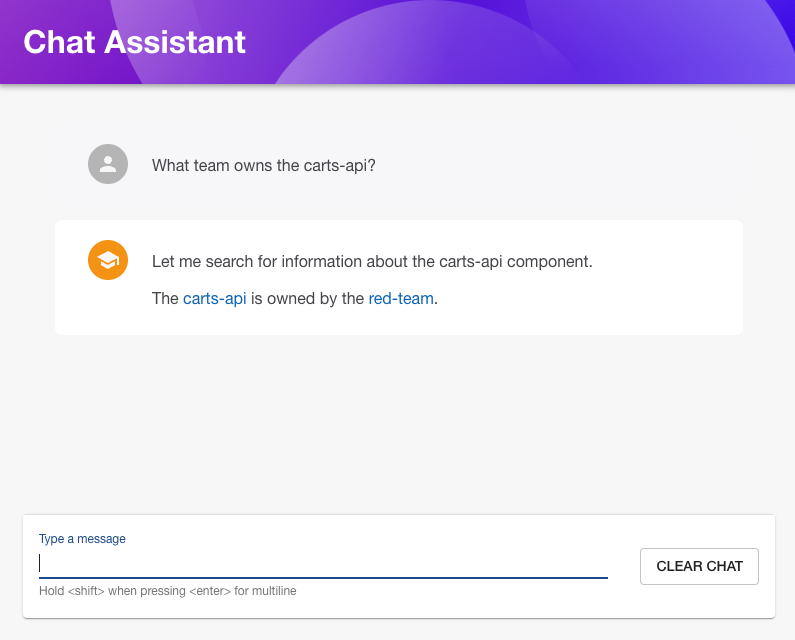 Chat Assistant
What team owns the carts-api?
Let me search for information about the carts-api component.
The carts-api is owned by the red-team.
Type a message
Hold <shift> when pressing <enter> for multiline
CLEAR CHAT